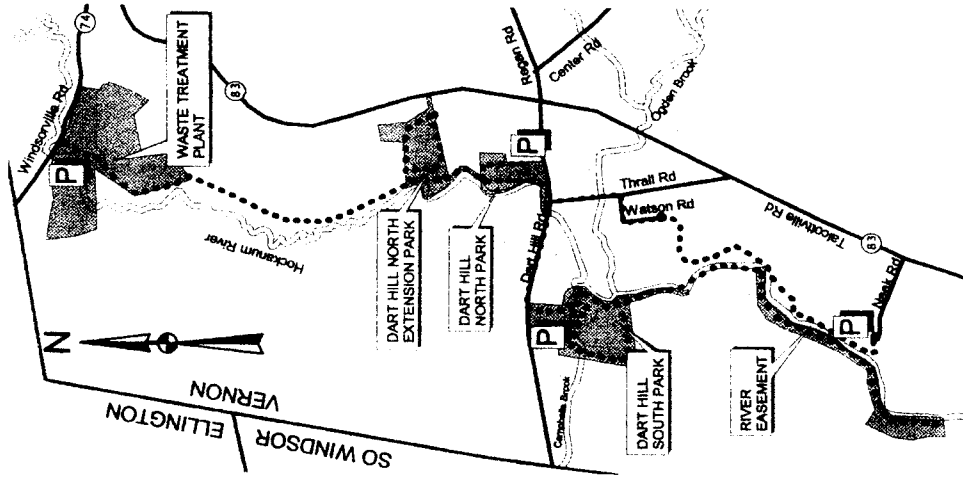 74
Windsorville Rd
P
WASTE TREATMENT
PLANT
83
Hockanum River
N
VERNON
ELLINGTON
SO WINDSOR
DART HILL NORTH
EXTENSION PARK
DART HILL
NORTH PARK
P
Regan Rd
Center Rd
Ogden Brook
Thrall Rd
Watson Rd
Dart Hill Rd
P
Campville Brook
DART HILL
SOUTH PARK
Talcottville Rd
83
Naek Rd
P
RIVER
EASEMENT